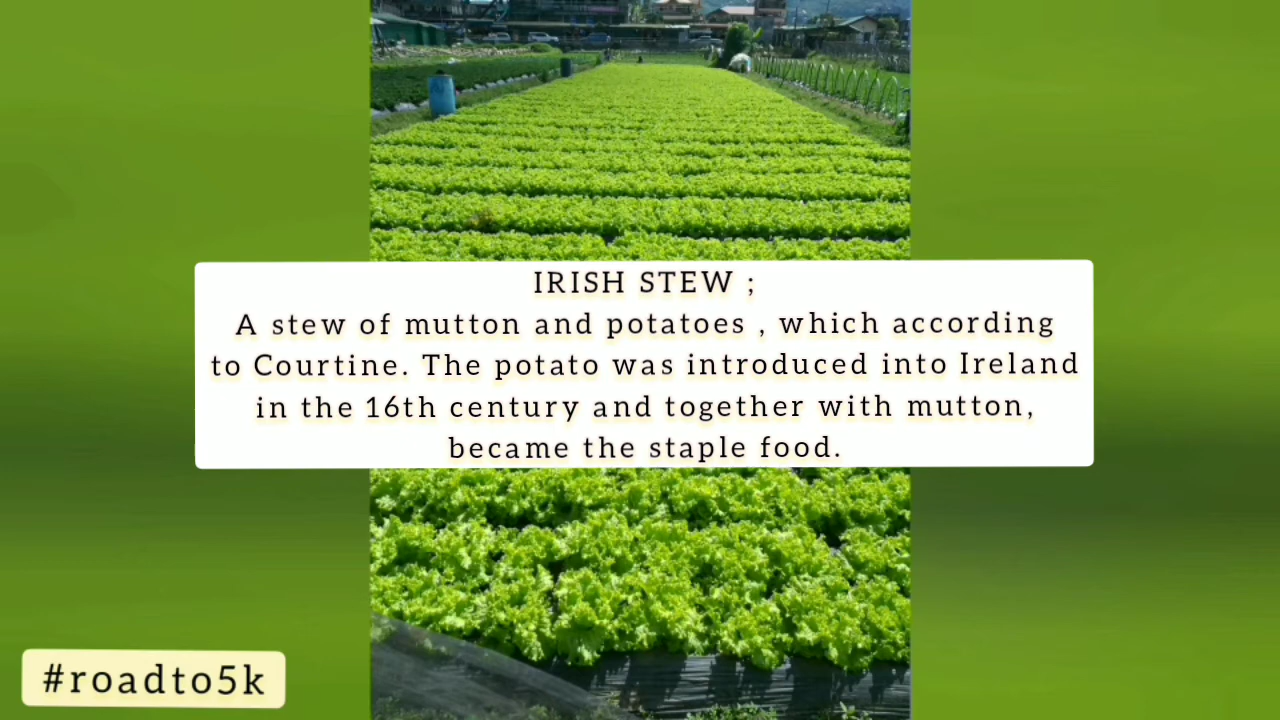 IRISH STEW ;
A stew of mutton and potatoes , which according
to Courtine. The potato was introduced into Ireland
in the 16th century and together with mutton,
became the staple food.
#roadto5k